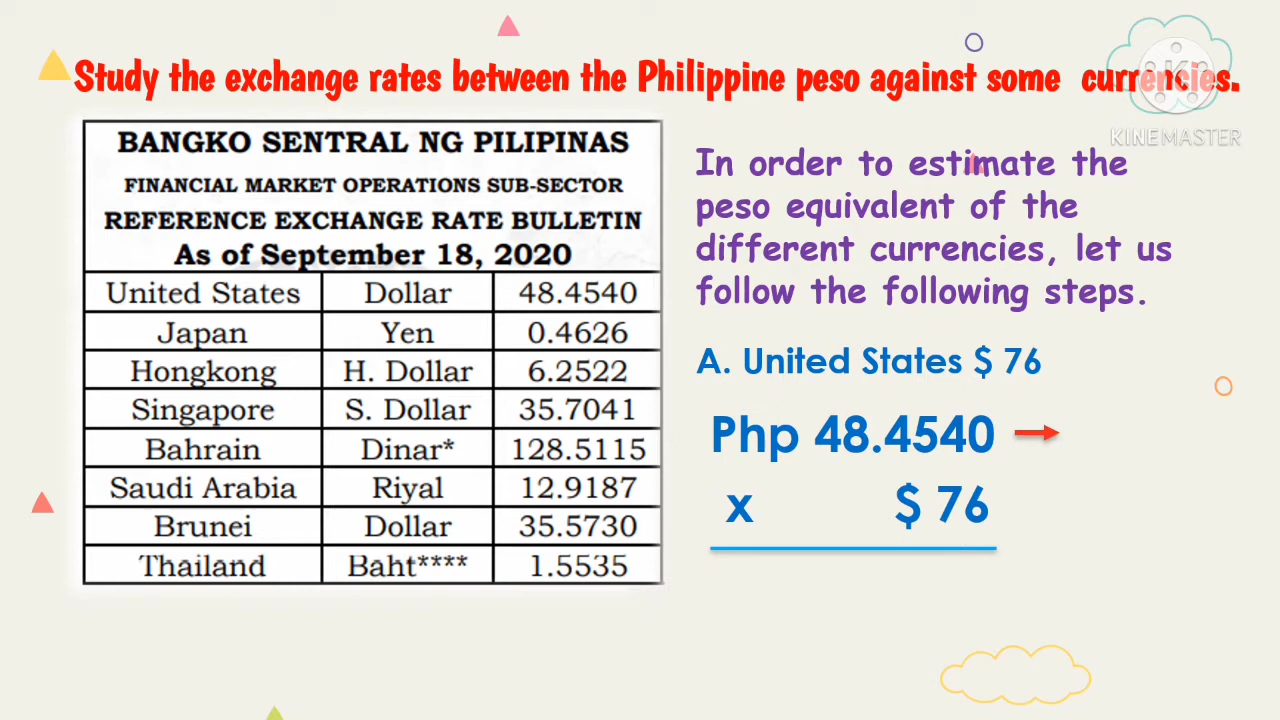 Study the exchange rates between the Philippine peso against some currencies.
KINEMASTER
BANGKO SENTRAL NG PILIPINAS
FINANCIAL MARKET OPERATIONS SUB-SECTOR
REFERENCE EXCHANGE RATE BULLETIN
As of September 18, 2020
United States Dollar 48.4540
Japan Yen 0.4626
Hongkong H. Dollar 6.2522
Singapore S. Dollar 35.7041
Bahrain Dinar* 128.5115
Saudi Arabia Riyal 12.9187
Brunei Dollar 35.5730
Thailand Baht**** 1.5535
In order to estimate the
peso equivalent of the
different currencies, let us
follow the following steps.
A. United States $ 76
Php 48.4540
x $ 76